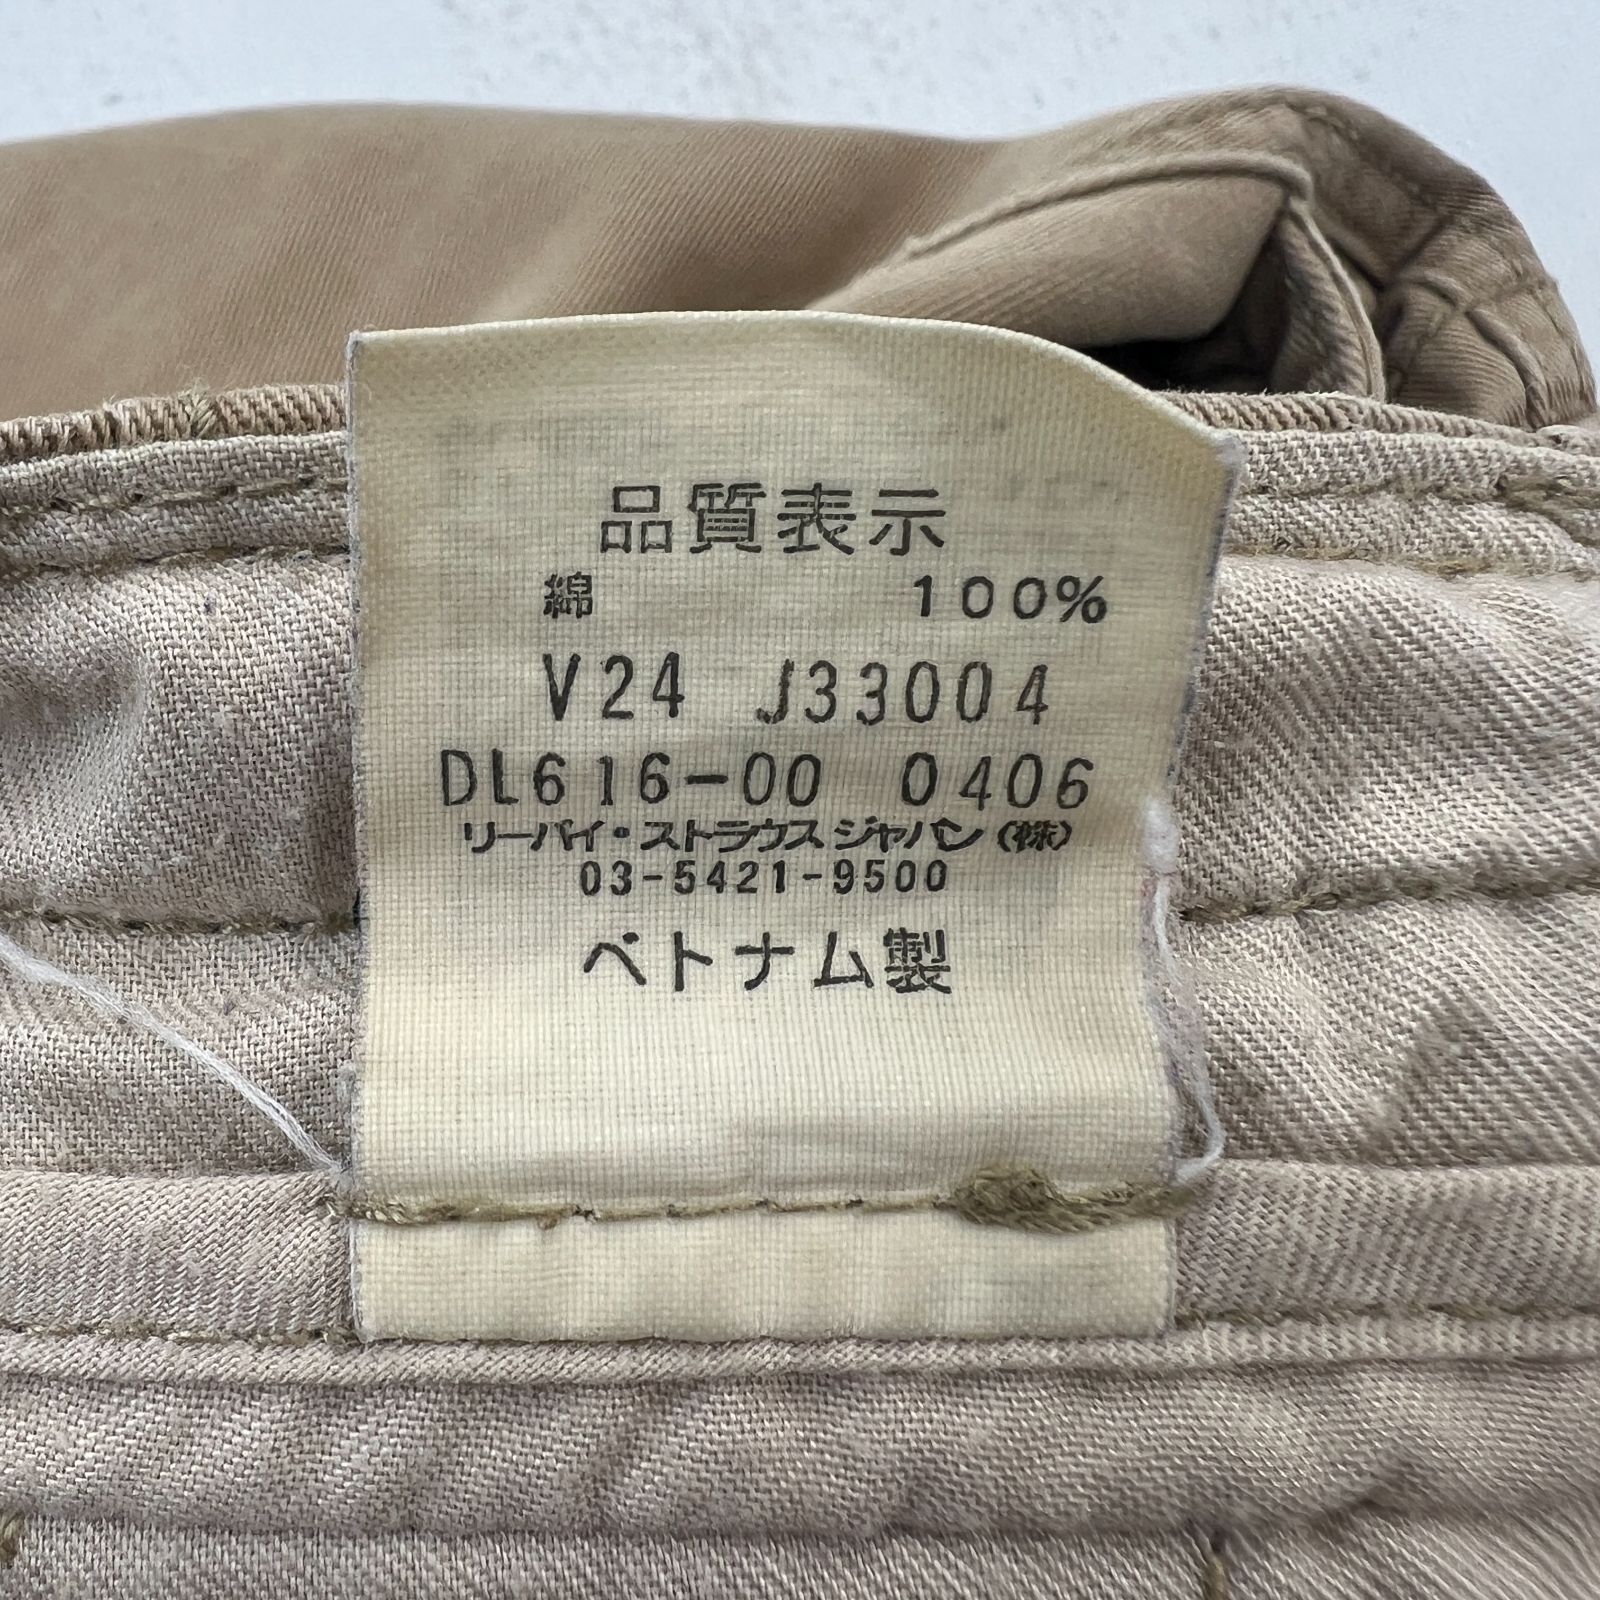 品質表示
綿 100%
V24 J33004
DL616-00 0406
リーバイ・ストラウス ジャパン(株)
03-5421-9500
ベトナム製